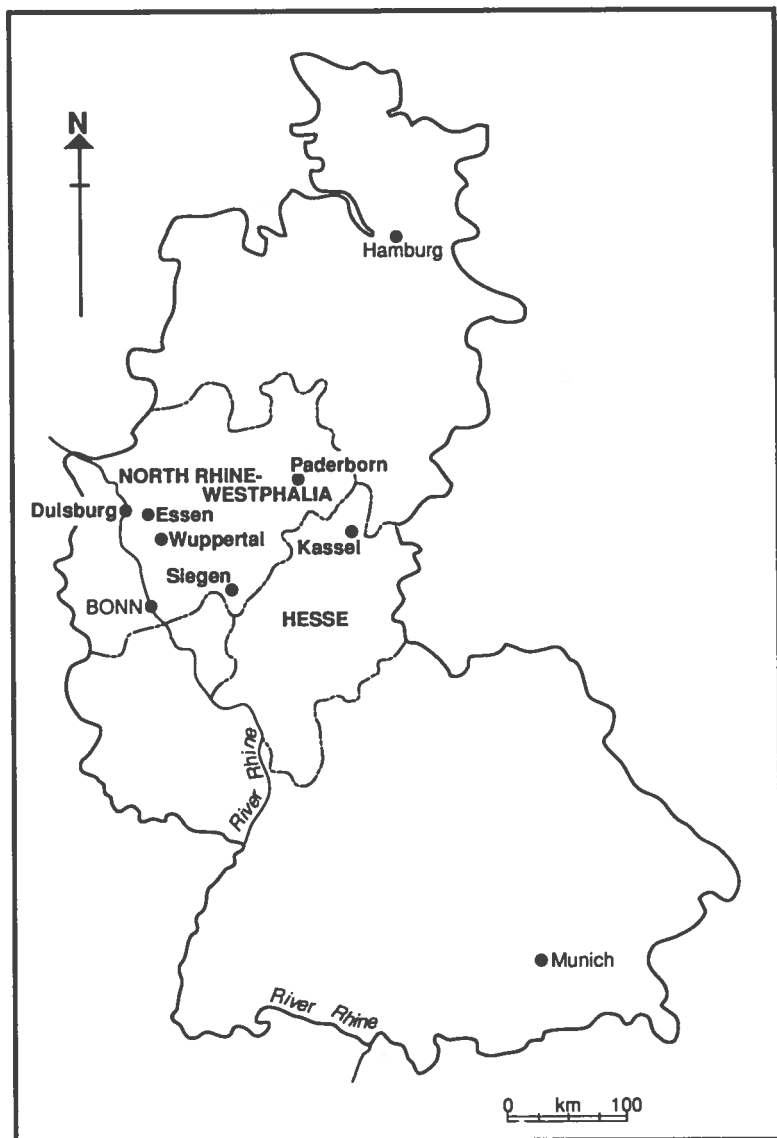 N
Hamburg
Paderborn
NORTH RHINE-
WESTPHALIA
Duisburg
Essen
Wuppertal
Kassel
Siegen
BONN
HESSE
River Rhine
Munich
River Rhine
0 km 100